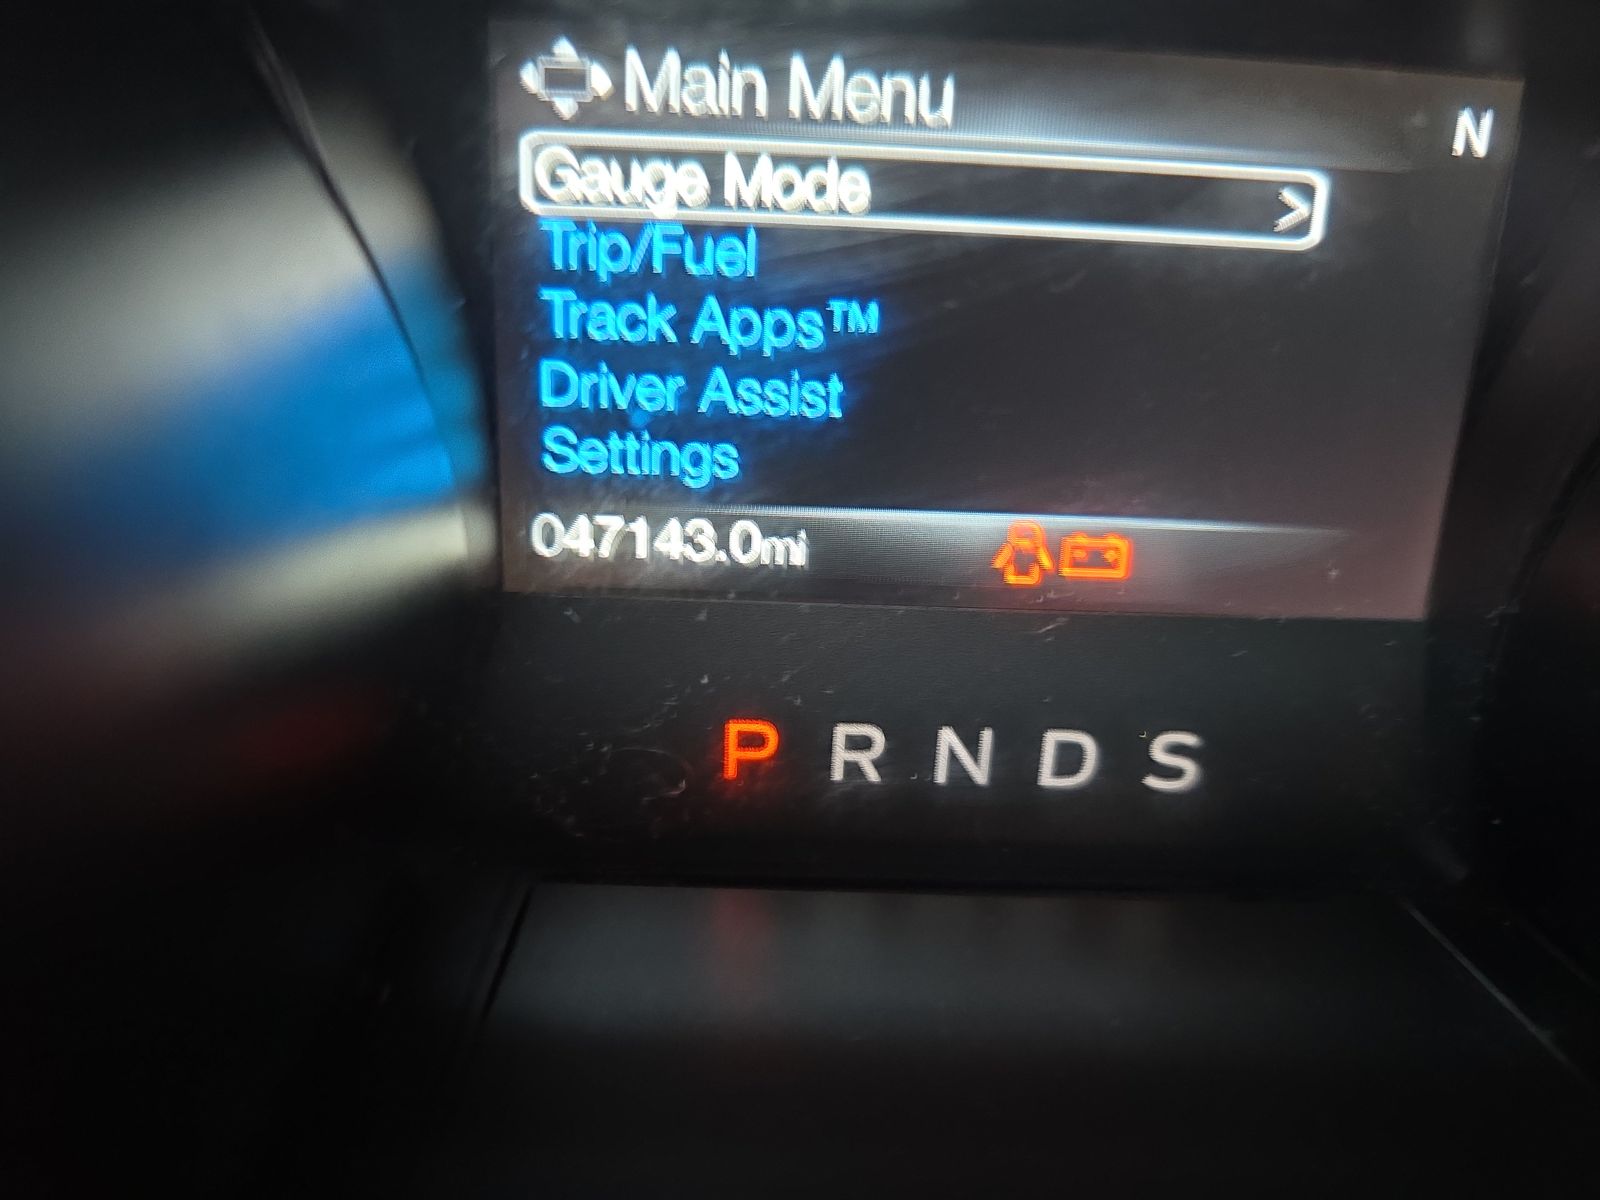 Main Menu
N
Gauge Mode >
Trip/Fuel
Track Apps™
Driver Assist
Settings
047143.0mi
P R N D S